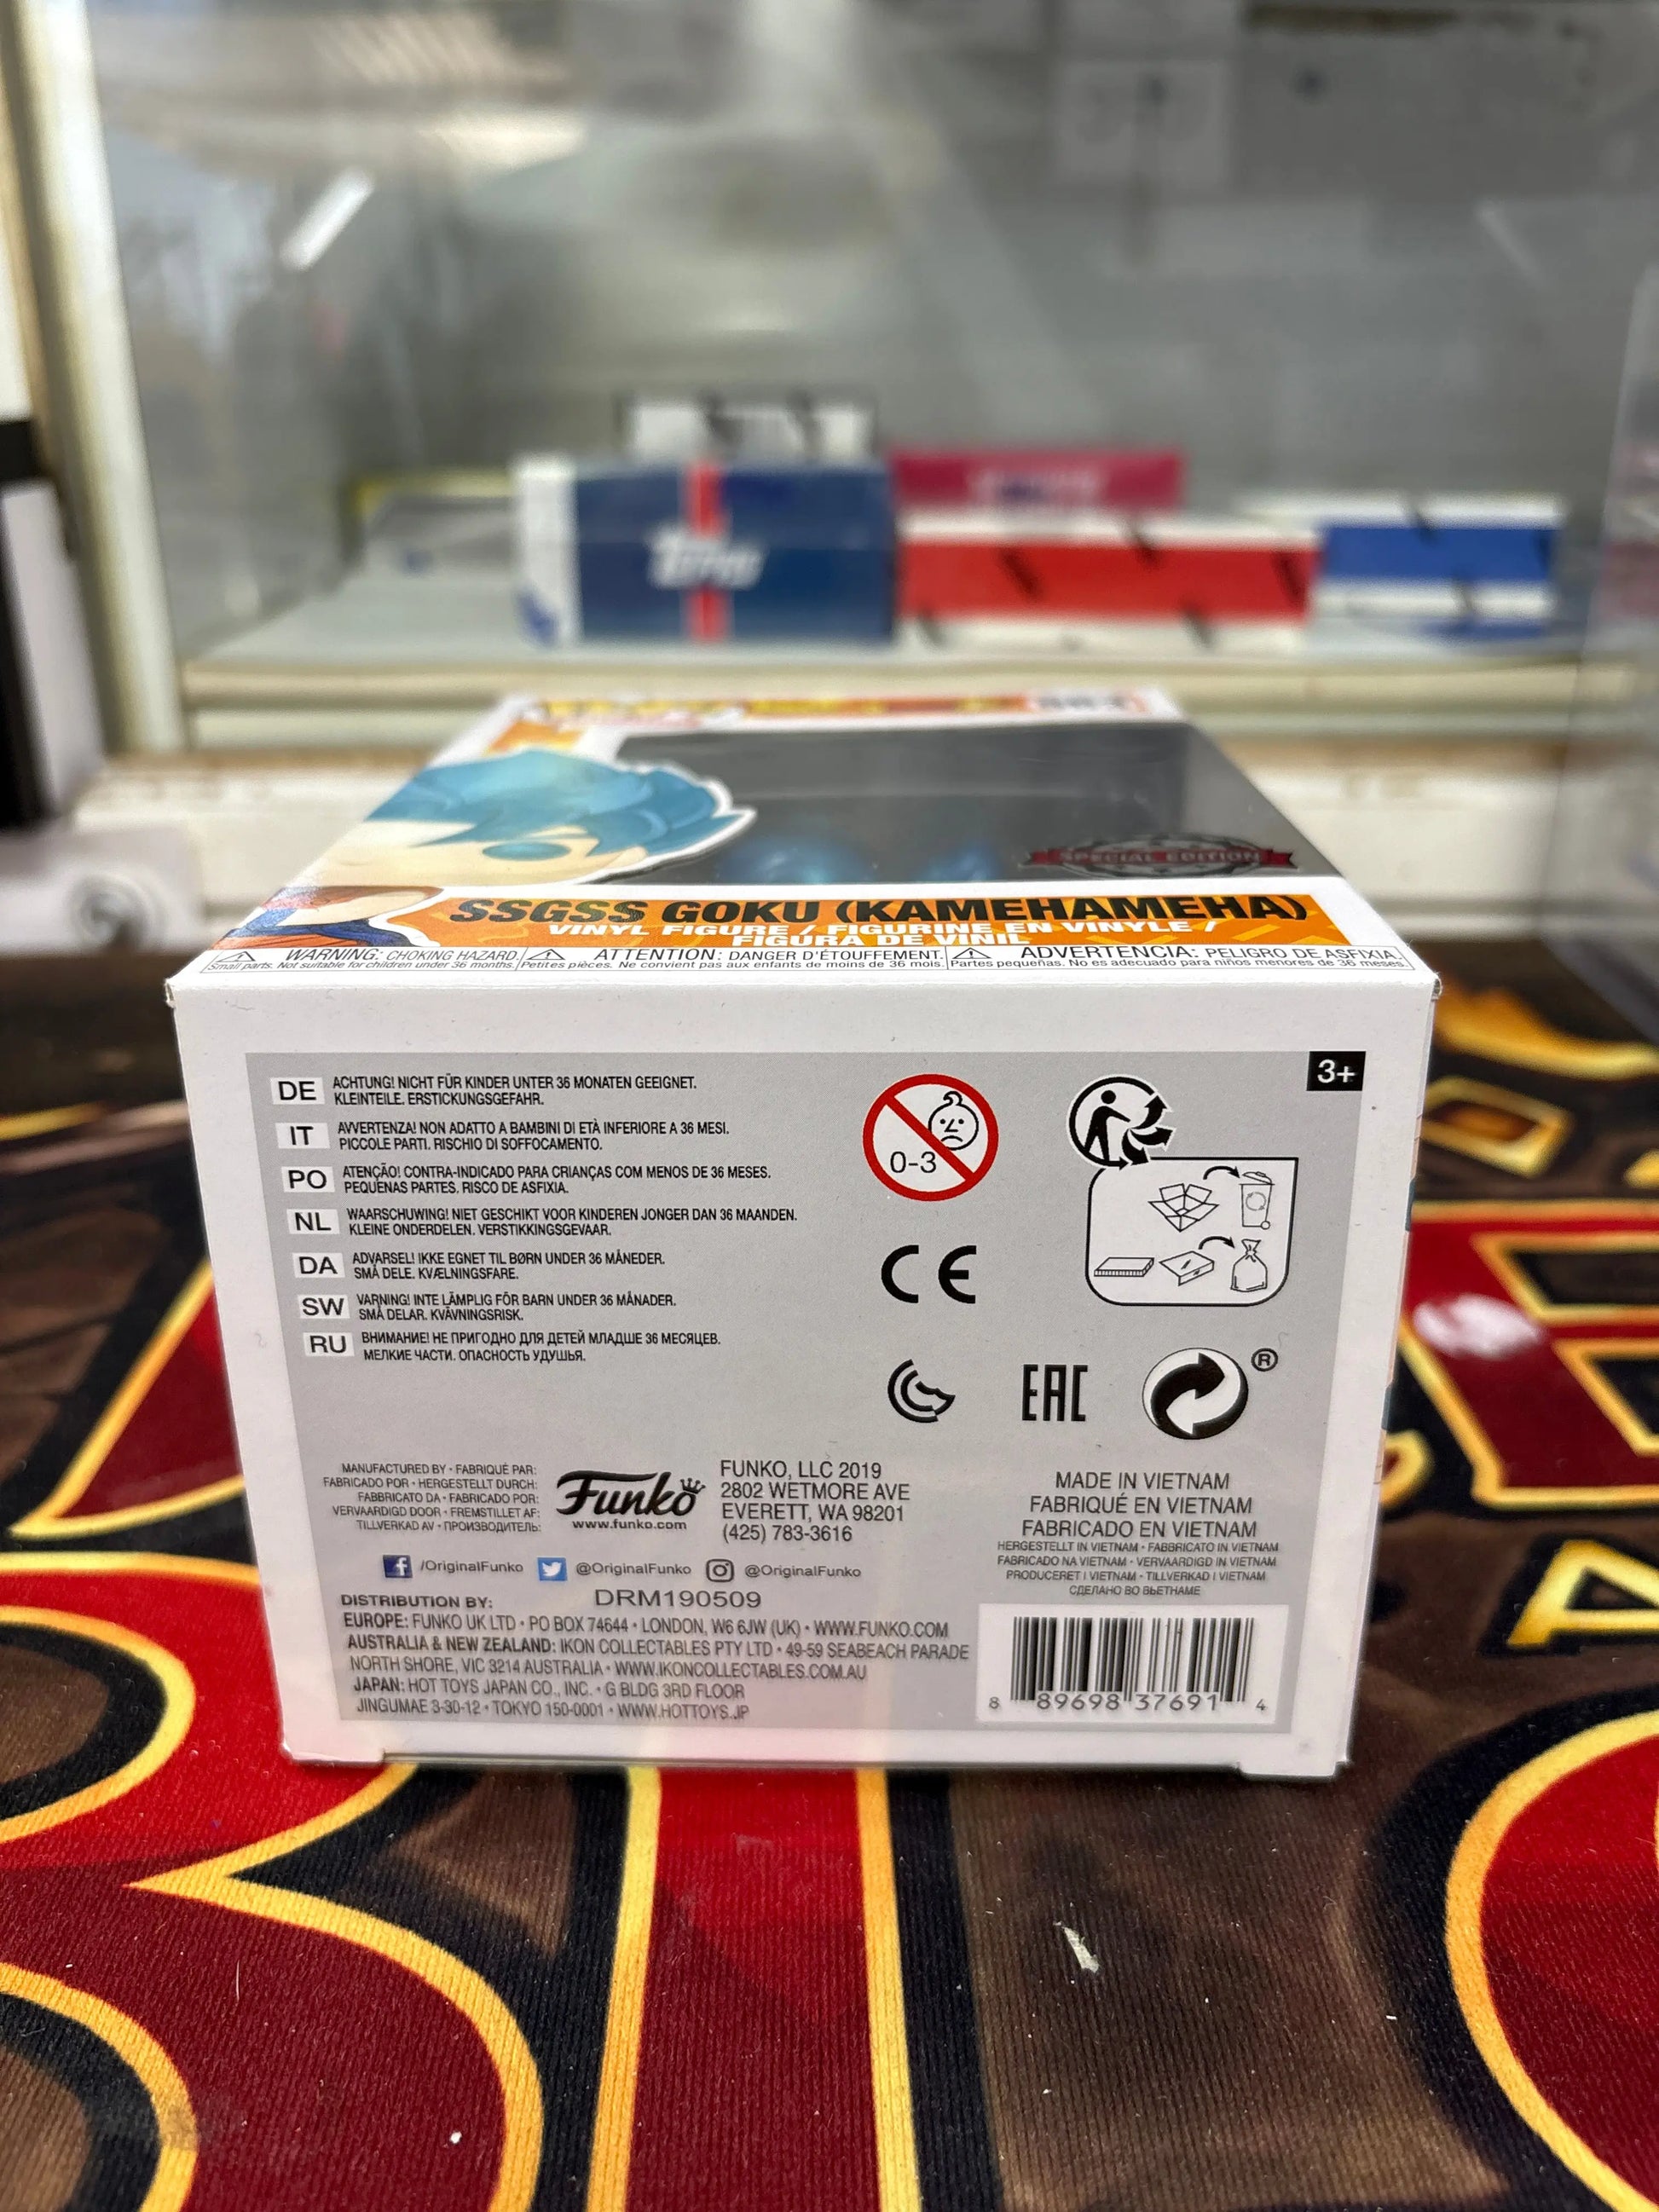 Topps
SPECIAL EDITION
SSGSS GOKU (KAMEHAMEHA)
VINYL FIGURE / FIGURINE EN VINYLE /
FIGURA DE VINIL
WARNING: CHOKING HAZARD.
Small parts. Not suitable for children under 36 months.
ATTENTION: DANGER D'ÉTOUFFEMENT.
Petites pièces. Ne convient pas aux enfants de moins de 36 mois.
ADVERTENCIA: PELIGRO DE ASFIXIA.
Partes pequeñas. No es adecuado para niños menores de 36 meses.
3+
DE ACHTUNG! NICHT FÜR KINDER UNTER 36 MONATEN GEEIGNET.
KLEINTEILE. ERSTICKUNGSGEFAHR.
IT AVVERTENZA! NON ADATTO A BAMBINI DI ETÀ INFERIORE A 36 MESI.
PICCOLE PARTI. RISCHIO DI SOFFOCAMENTO.
PO ATENÇÃO! CONTRA-INDICADO PARA CRIANÇAS COM MENOS DE 36 MESES.
PEQUENAS PARTES. RISCO DE ASFIXIA.
NL WAARSCHUWING! NIET GESCHIKT VOOR KINDEREN JONGER DAN 36 MAANDEN.
KLEINE ONDERDELEN. VERSTIKKINGSGEVAAR.
DA ADVARSEL! IKKE EGNET TIL BØRN UNDER 36 MÅNEDER.
SMÅ DELE. KVÆLNINGSFARE.
SW VARNING! INTE LÄMPLIG FÖR BARN UNDER 36 MÅNADER.
SMÅ DELAR. KVÄVNINGSRISK.
RU ВНИМАНИЕ! НЕ ПРИГОДНО ДЛЯ ДЕТЕЙ МЛАДШЕ 36 МЕСЯЦЕВ.
МЕЛКИЕ ЧАСТИ. ОПАСНОСТЬ УДУШЬЯ.
0-3
CE
EAC
®
MANUFACTURED BY • FABRIQUÉ PAR:
FABRICADO POR • HERGESTELLT DURCH:
FABBRICATO DA • FABRICADO POR:
VERVAARDIGD DOOR • FREMSTILLET AF:
TILLVERKAD AV • ПРОИЗВОДИТЕЛЬ:
Funko
www.funko.com
FUNKO, LLC 2019
2802 WETMORE AVE
EVERETT, WA 98201
(425) 783-3616
/OriginalFunko @OriginalFunko @OriginalFunko
DISTRIBUTION BY: DRM190509
EUROPE: FUNKO UK LTD • PO BOX 74644 • LONDON, W6 6JW (UK) • WWW.FUNKO.COM
AUSTRALIA & NEW ZEALAND: IKON COLLECTABLES PTY LTD • 49-59 SEABEACH PARADE
NORTH SHORE, VIC 3214 AUSTRALIA • WWW.IKONCOLLECTABLES.COM.AU
JAPAN: HOT TOYS JAPAN CO., INC. • G BLDG 3RD FLOOR
JINGUMAE 3-30-12 • TOKYO 150-0001 • WWW.HOTTOYS.JP
MADE IN VIETNAM
FABRIQUÉ EN VIETNAM
FABRICADO EN VIETNAM
HERGESTELLT IN VIETNAM • FABBRICATO IN VIETNAM
FABRICADO NA VIETNAM • VERVAARDIGD IN VIETNAM
PRODUCERET I VIETNAM • TILLVERKAD I VIETNAM
СДЕЛАНО ВО ВЬЕТНАМЕ
8 89698 37691 4